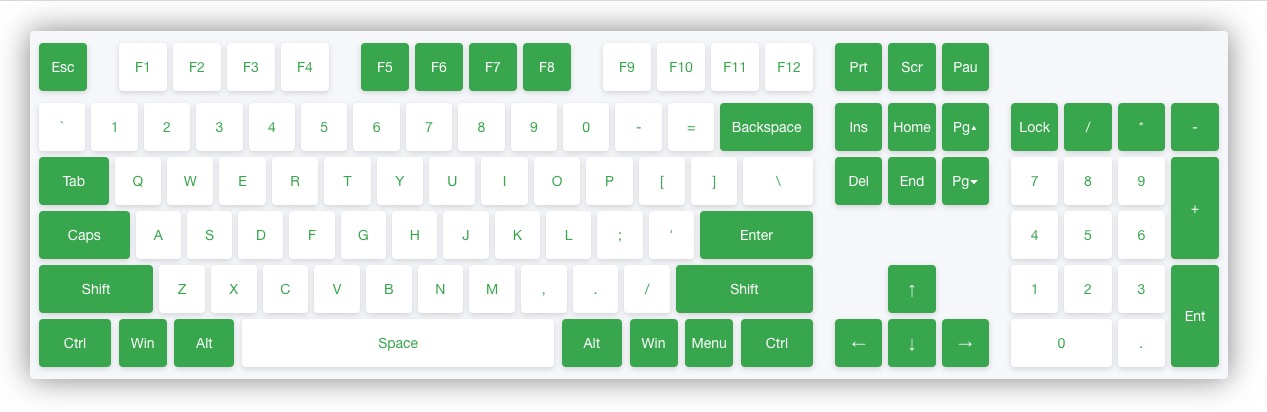 Esc F1 F2 F3 F4 F5 F6 F7 F8 F9 F10 F11 F12 Prt Scr Pau
` 1 2 3 4 5 6 7 8 9 0 - = Backspace Ins Home Pg▴ Lock / * -
Tab Q W E R T Y U I O P [ ] \ Del End Pg▾ 7 8 9 +
Caps A S D F G H J K L ; ' Enter 4 5 6
Shift Z X C V B N M , . / Shift ↑ 1 2 3 Ent
Ctrl Win Alt Space Alt Win Menu Ctrl ← ↓ → 0 .